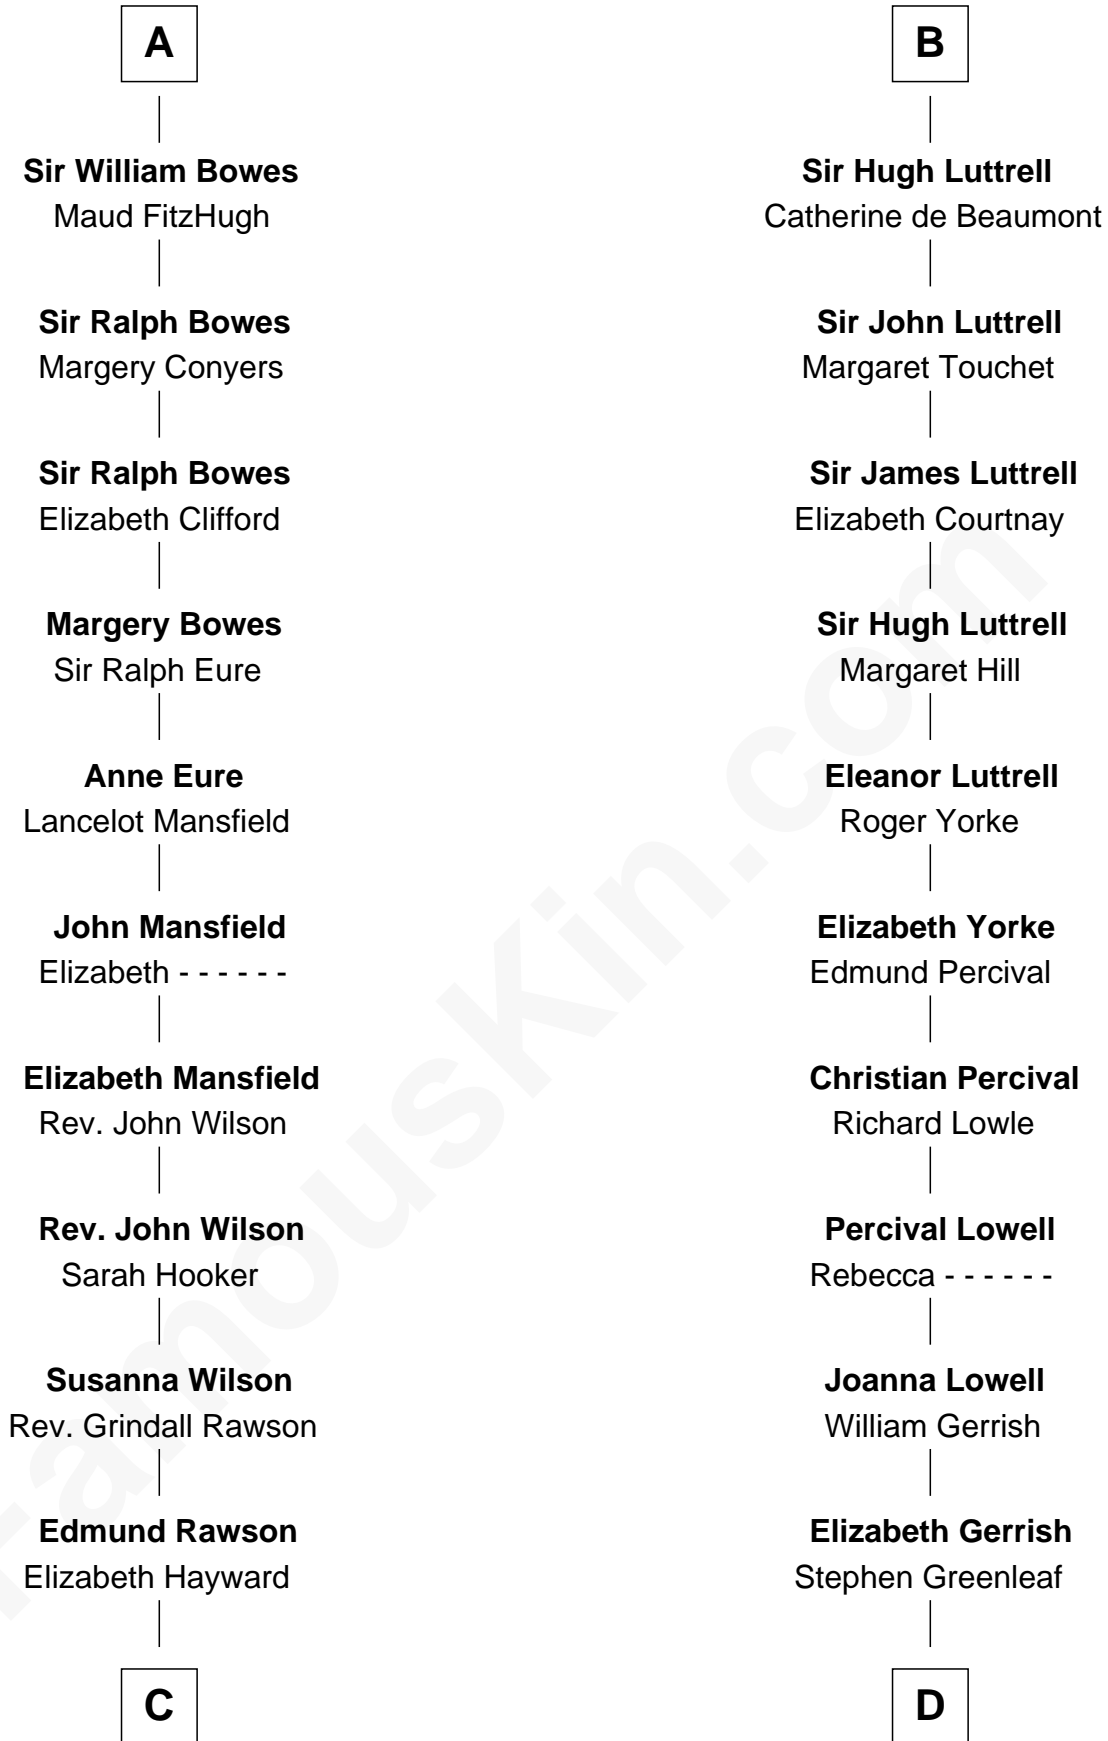 A
Sir William Bowes
Maud FitzHugh
Sir Ralph Bowes
Margery Conyers
Sir Ralph Bowes
Elizabeth Clifford
Margery Bowes
Sir Ralph Eure
Anne Eure
Lancelot Mansfield
John Mansfield
Elizabeth - - - - - -
Elizabeth Mansfield
Rev. John Wilson
Rev. John Wilson
Sarah Hooker
Susanna Wilson
Rev. Grindall Rawson
Edmund Rawson
Elizabeth Hayward
C
B
Sir Hugh Luttrell
Catherine de Beaumont
Sir John Luttrell
Margaret Touchet
Sir James Luttrell
Elizabeth Courtnay
Sir Hugh Luttrell
Margaret Hill
Eleanor Luttrell
Roger Yorke
Elizabeth Yorke
Edmund Percival
Christian Percival
Richard Lowle
Percival Lowell
Rebecca - - - - - -
Joanna Lowell
William Gerrish
Elizabeth Gerrish
Stephen Greenleaf
D
FamousKin.com